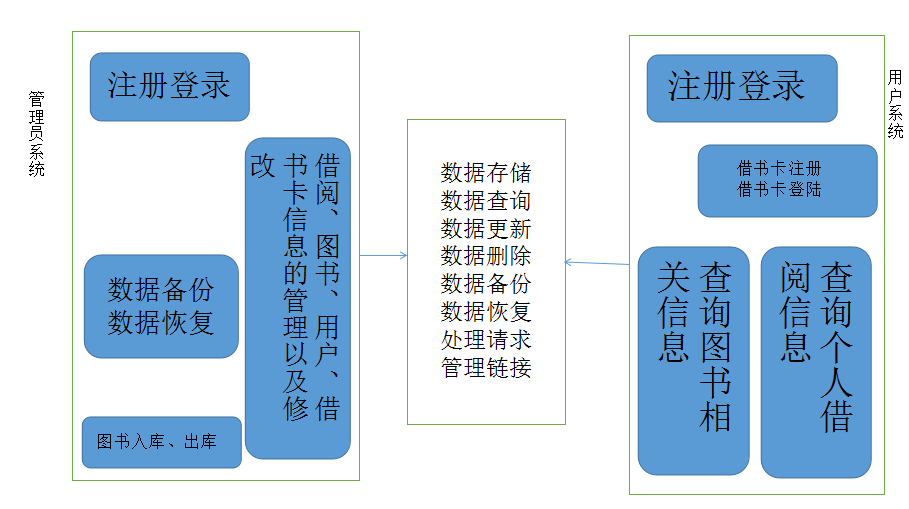 管理员系统
注册登录
借阅、图书、用户、借
书卡信息的管理以及修
改
数据备份
数据恢复
图书入库、出库
数据存储
数据查询
数据更新
数据删除
数据备份
数据恢复
处理请求
管理链接
注册登录
借书卡注册
借书卡登陆
查询图书相
关信息
查询个人借
阅信息
用户系统